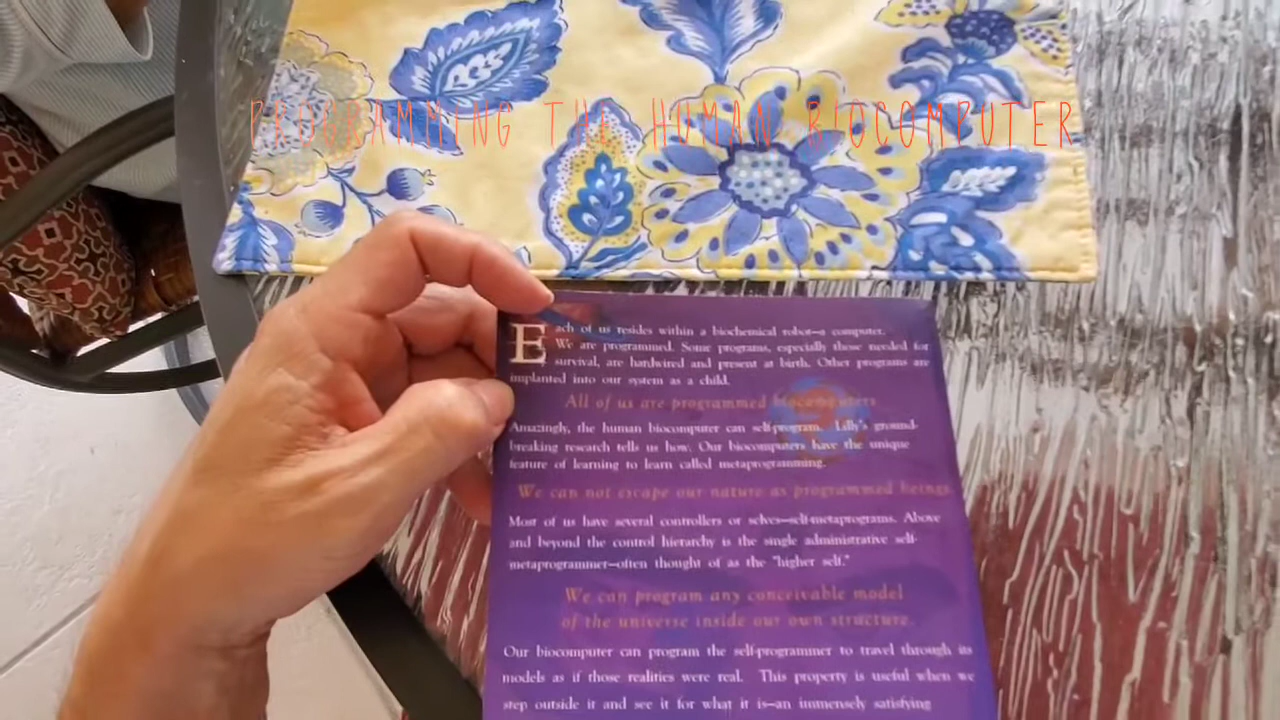 PROGRAMMING THE HUMAN BIOCOMPUTER
Each of us resides within a biochemical robot—a computer.
We are programmed. Some programs, especially those needed for
survival, are hardwired and present at birth. Other programs are
implanted into our system as a child.
All of us are programmed biocomputers.
Amazingly, the human biocomputer can self-program. Lilly's ground-
breaking research tells us how. Our biocomputers have the unique
feature of learning to learn called metaprogramming.
We can not escape our nature as programmed beings.
Most of us have several controllers or selves—self-metaprograms. Above
and beyond the control hierarchy is the single administrative self-
metaprogrammer—often thought of as the "higher self."
We can program any conceivable model
of the universe inside our own structure.
Our biocomputer can program the self-programmer to travel through its
models as if those realities were real. This property is useful when we
step outside it and see it for what it is—an immensely satisfying